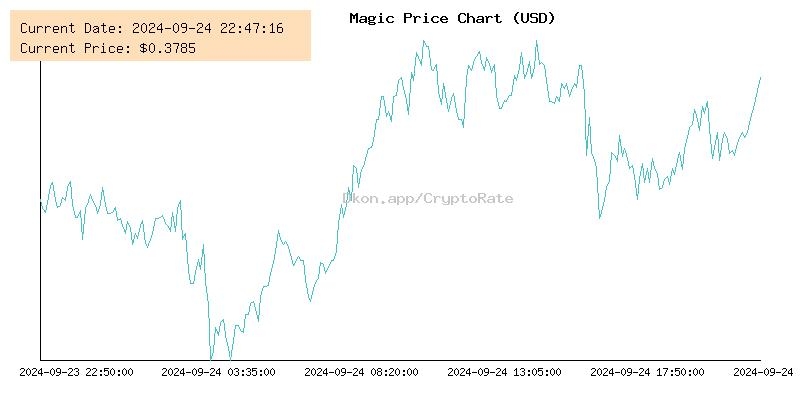 Magic Price Chart (USD)
Current Date: 2024-09-24 22:47:16
Current Price: $0.3785
Dkon.app/CryptoRate
2024-09-23 22:50:00 2024-09-24 03:35:00 2024-09-24 08:20:00 2024-09-24 13:05:00 2024-09-24 17:50:00 2024-09-24